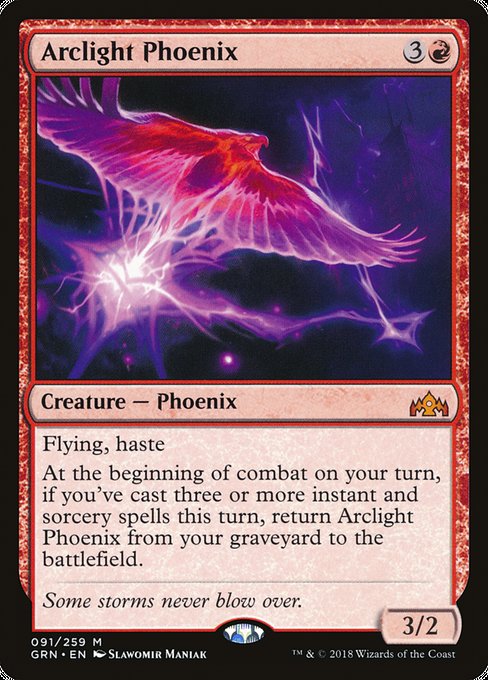 Arclight Phoenix 3
Creature — Phoenix
Flying, haste
At the beginning of combat on your turn,
if you've cast three or more instant and
sorcery spells this turn, return Arclight
Phoenix from your graveyard to the
battlefield.
Some storms never blow over.
3/2
091/259 M
GRN • EN Slawomir Maniak
™ & © 2018 Wizards of the Coast